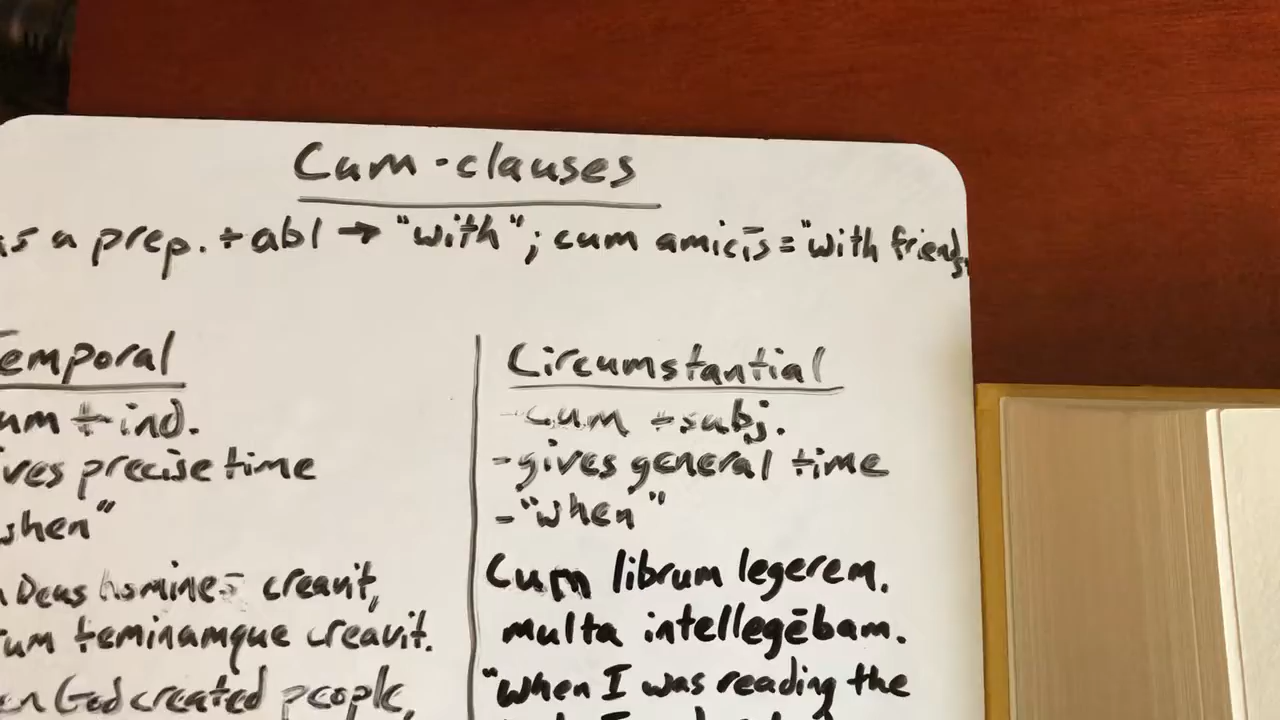 Cum-clauses
as a prep. + abl → "with"; cum amicīs = "with friends
Temporal
cum + ind.
gives precise time
"when"
Deus hominēs creavit,
feminamque creavit.
God created people,
Circumstantial
-cum + subj.
-gives general time
-"when"
Cum librum legerem.
multa intellegēbam.
"when I was reading the